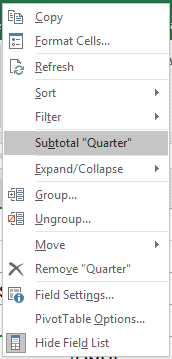 Copy
Format Cells...
Refresh
Sort
Filter
Subtotal "Quarter"
Expand/Collapse
Group...
Ungroup...
Move
Remove "Quarter"
Field Settings...
PivotTable Options...
Hide Field List